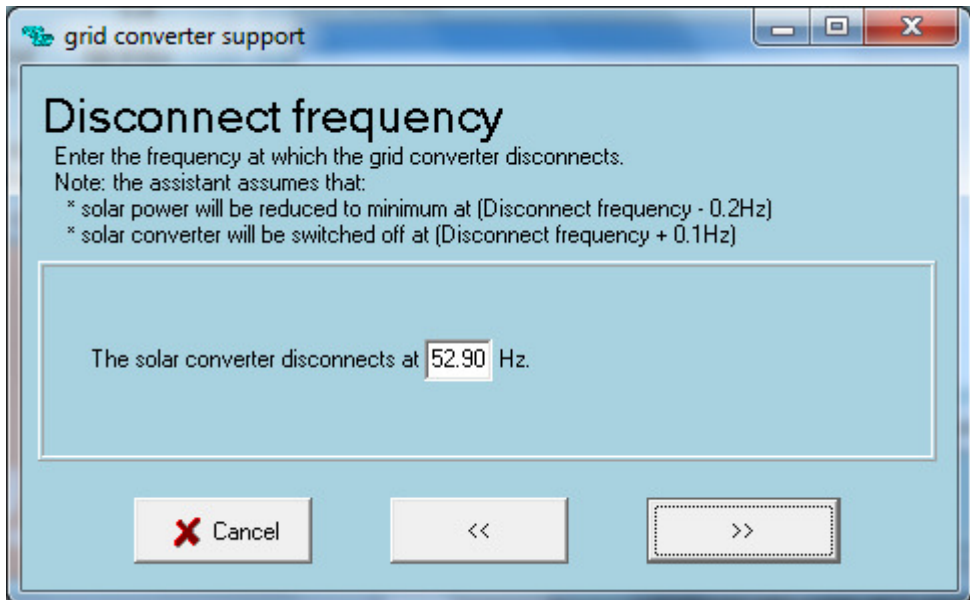 grid converter support
Disconnect frequency
Enter the frequency at which the grid converter disconnects.
Note: the assistant assumes that:
* solar power will be reduced to minimum at (Disconnect frequency - 0.2Hz)
* solar converter will be switched off at (Disconnect frequency + 0.1Hz)
The solar converter disconnects at 52.90 Hz.
Cancel << >>